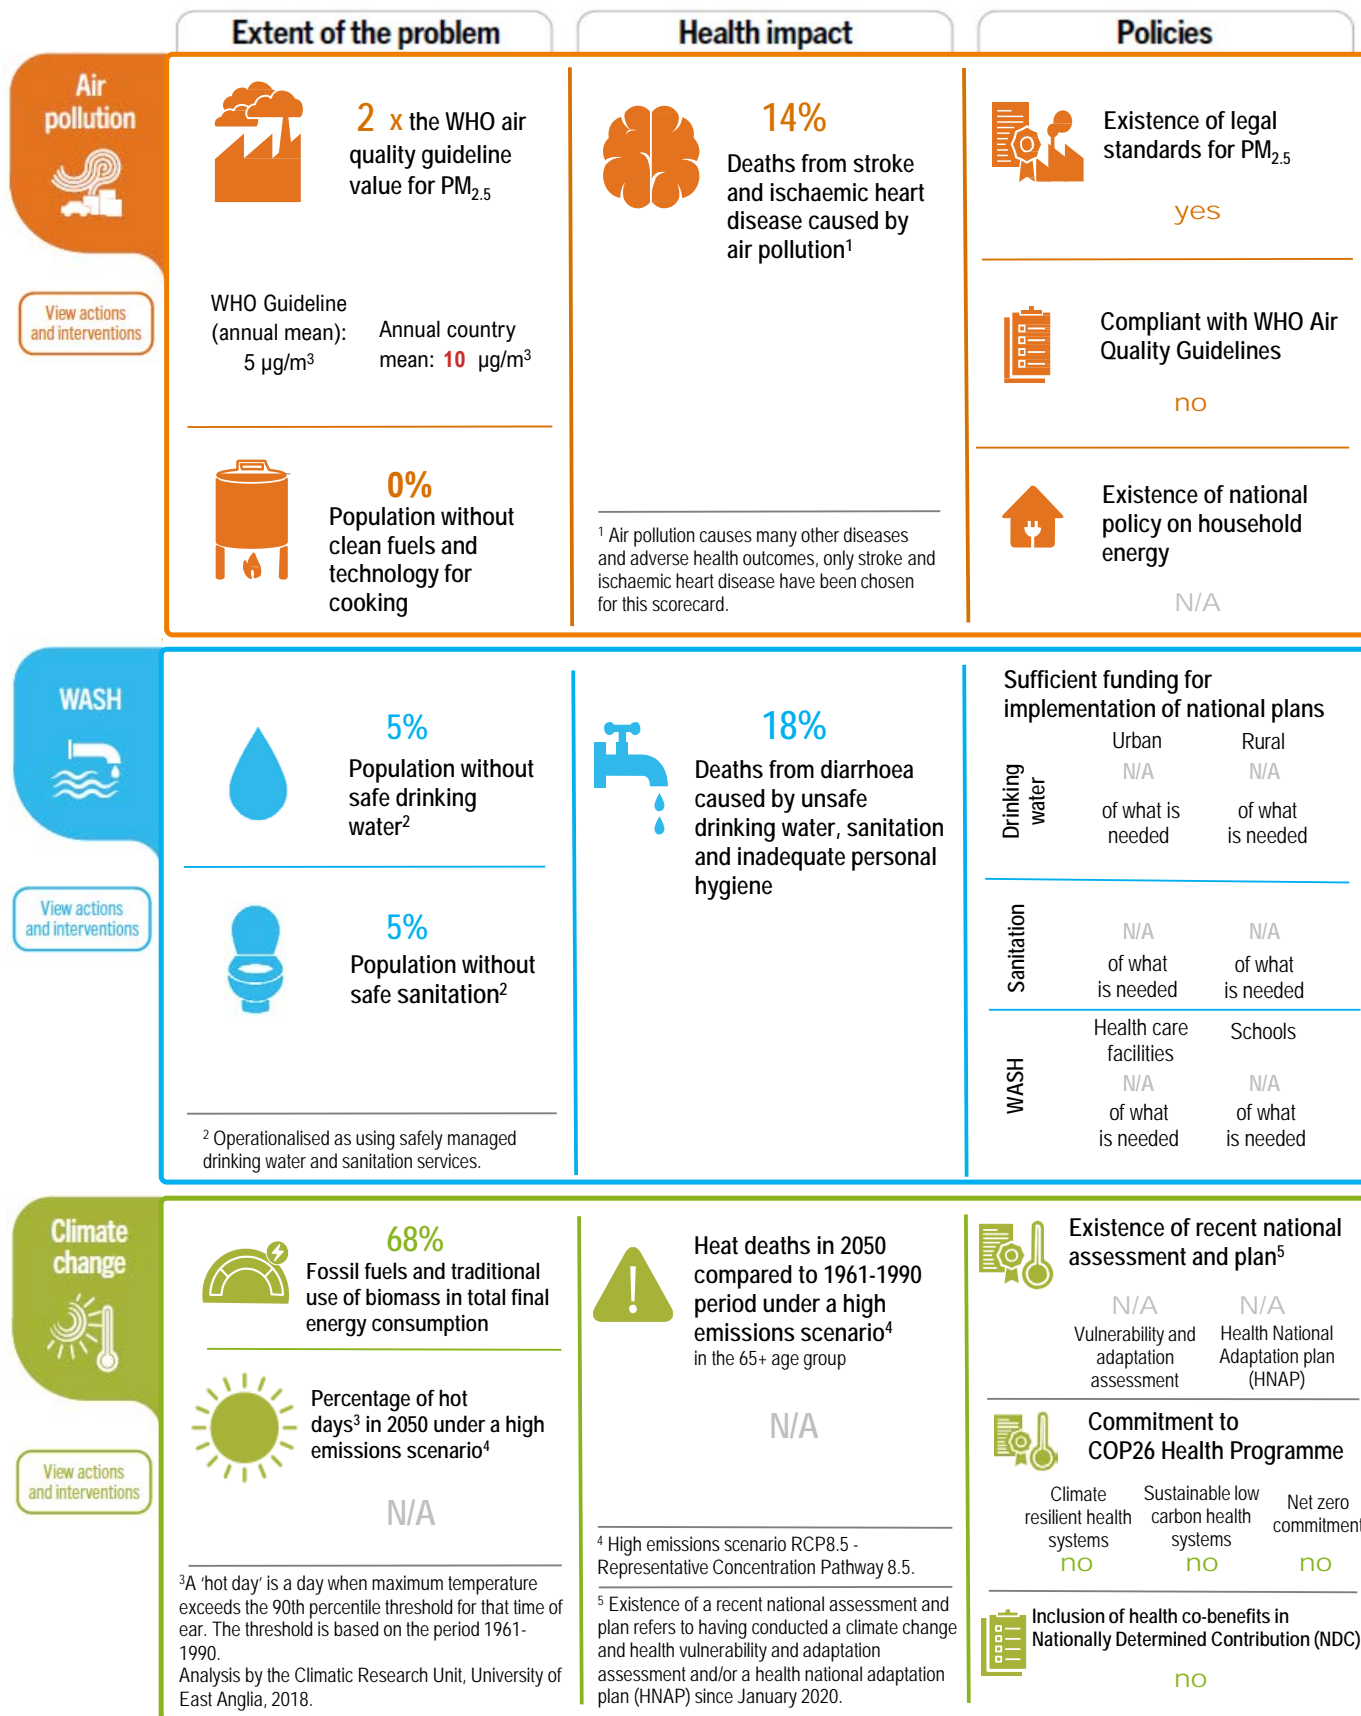 Extent of the problem
Health impact
Policies
Air
pollution
View actions
and interventions
2 x the WHO air
quality guideline
value for PM2.5
WHO Guideline
(annual mean):
5 µg/m³
Annual country
mean: 10 µg/m³
0%
Population without
clean fuels and
technology for
cooking
14%
Deaths from stroke
and ischaemic heart
disease caused by
air pollution¹
¹ Air pollution causes many other diseases
and adverse health outcomes, only stroke and
ischaemic heart disease have been chosen
for this scorecard.
Existence of legal
standards for PM2.5
yes
Compliant with WHO Air
Quality Guidelines
no
Existence of national
policy on household
energy
N/A
WASH
View actions
and interventions
5%
Population without
safe drinking
water²
5%
Population without
safe sanitation²
² Operationalised as using safely managed
drinking water and sanitation services.
18%
Deaths from diarrhoea
caused by unsafe
drinking water, sanitation
and inadequate personal
hygiene
Sufficient funding for
implementation of national plans
Drinking
water
Urban
N/A
of what is
needed
Rural
N/A
of what
is needed
Sanitation
N/A
of what
is needed
N/A
of what
is needed
WASH
Health care
facilities
N/A
of what
is needed
Schools
N/A
of what
is needed
Climate
change
View actions
and interventions
68%
Fossil fuels and traditional
use of biomass in total final
energy consumption
Percentage of hot
days³ in 2050 under a high
emissions scenario⁴
N/A
³A 'hot day' is a day when maximum temperature
exceeds the 90th percentile threshold for that time of
ear. The threshold is based on the period 1961-
1990.
Analysis by the Climatic Research Unit, University of
East Anglia, 2018.
Heat deaths in 2050
compared to 1961-1990
period under a high
emissions scenario⁴
in the 65+ age group
N/A
⁴ High emissions scenario RCP8.5 -
Representative Concentration Pathway 8.5.
⁵ Existence of a recent national assessment and
plan refers to having conducted a climate change
and health vulnerability and adaptation
assessment and/or a health national adaptation
plan (HNAP) since January 2020.
Existence of recent national
assessment and plan⁵
N/A
Vulnerability and
adaptation
assessment
N/A
Health National
Adaptation plan
(HNAP)
Commitment to
COP26 Health Programme
Climate
resilient health
systems
no
Sustainable low
carbon health
systems
no
Net zero
commitment
no
Inclusion of health co-benefits in
Nationally Determined Contribution (NDC)
no